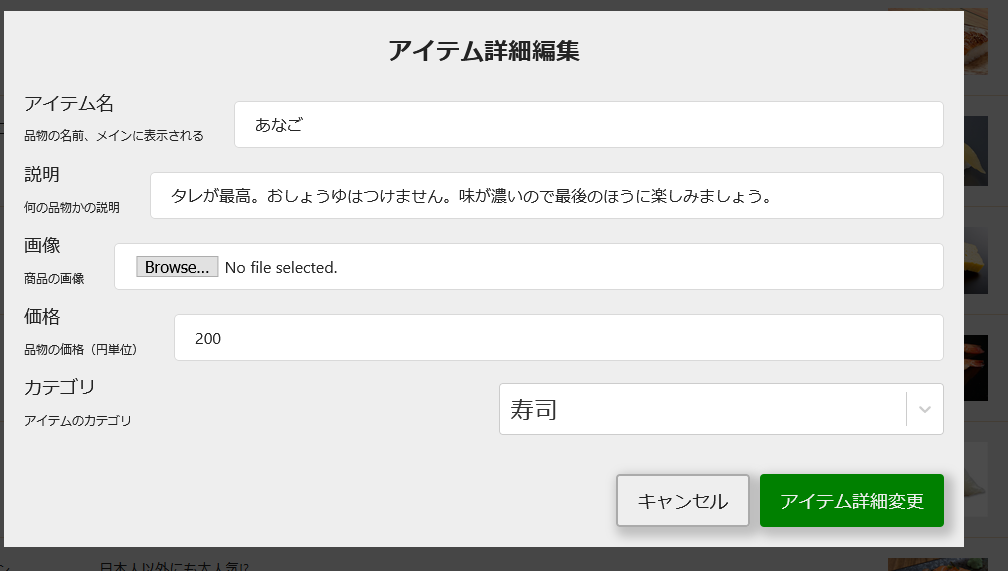 アイテム詳細編集
アイテム名
品物の名前、メインに表示される
あなご
説明
何の品物かの説明
タレが最高。おしょうゆはつけません。味が濃いので最後のほうに楽しみましょう。
画像
商品の画像
Browse... No file selected.
価格
品物の価格（円単位）
200
カテゴリ
アイテムのカテゴリ
寿司
キャンセル
アイテム詳細変更
日本人以外にも大人気!?